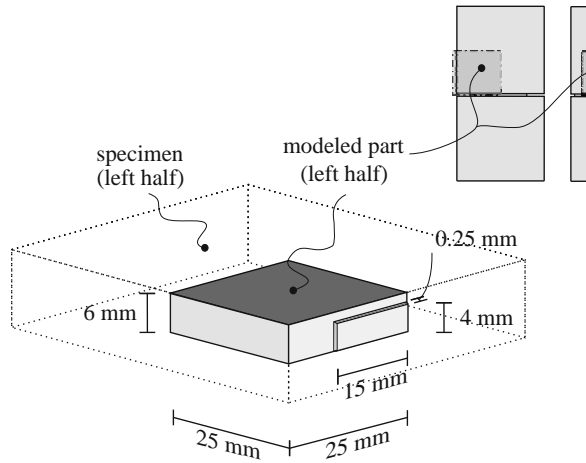 specimen
(left half)
modeled part
(left half)
0.25 mm
6 mm
4 mm
15 mm
25 mm
25 mm